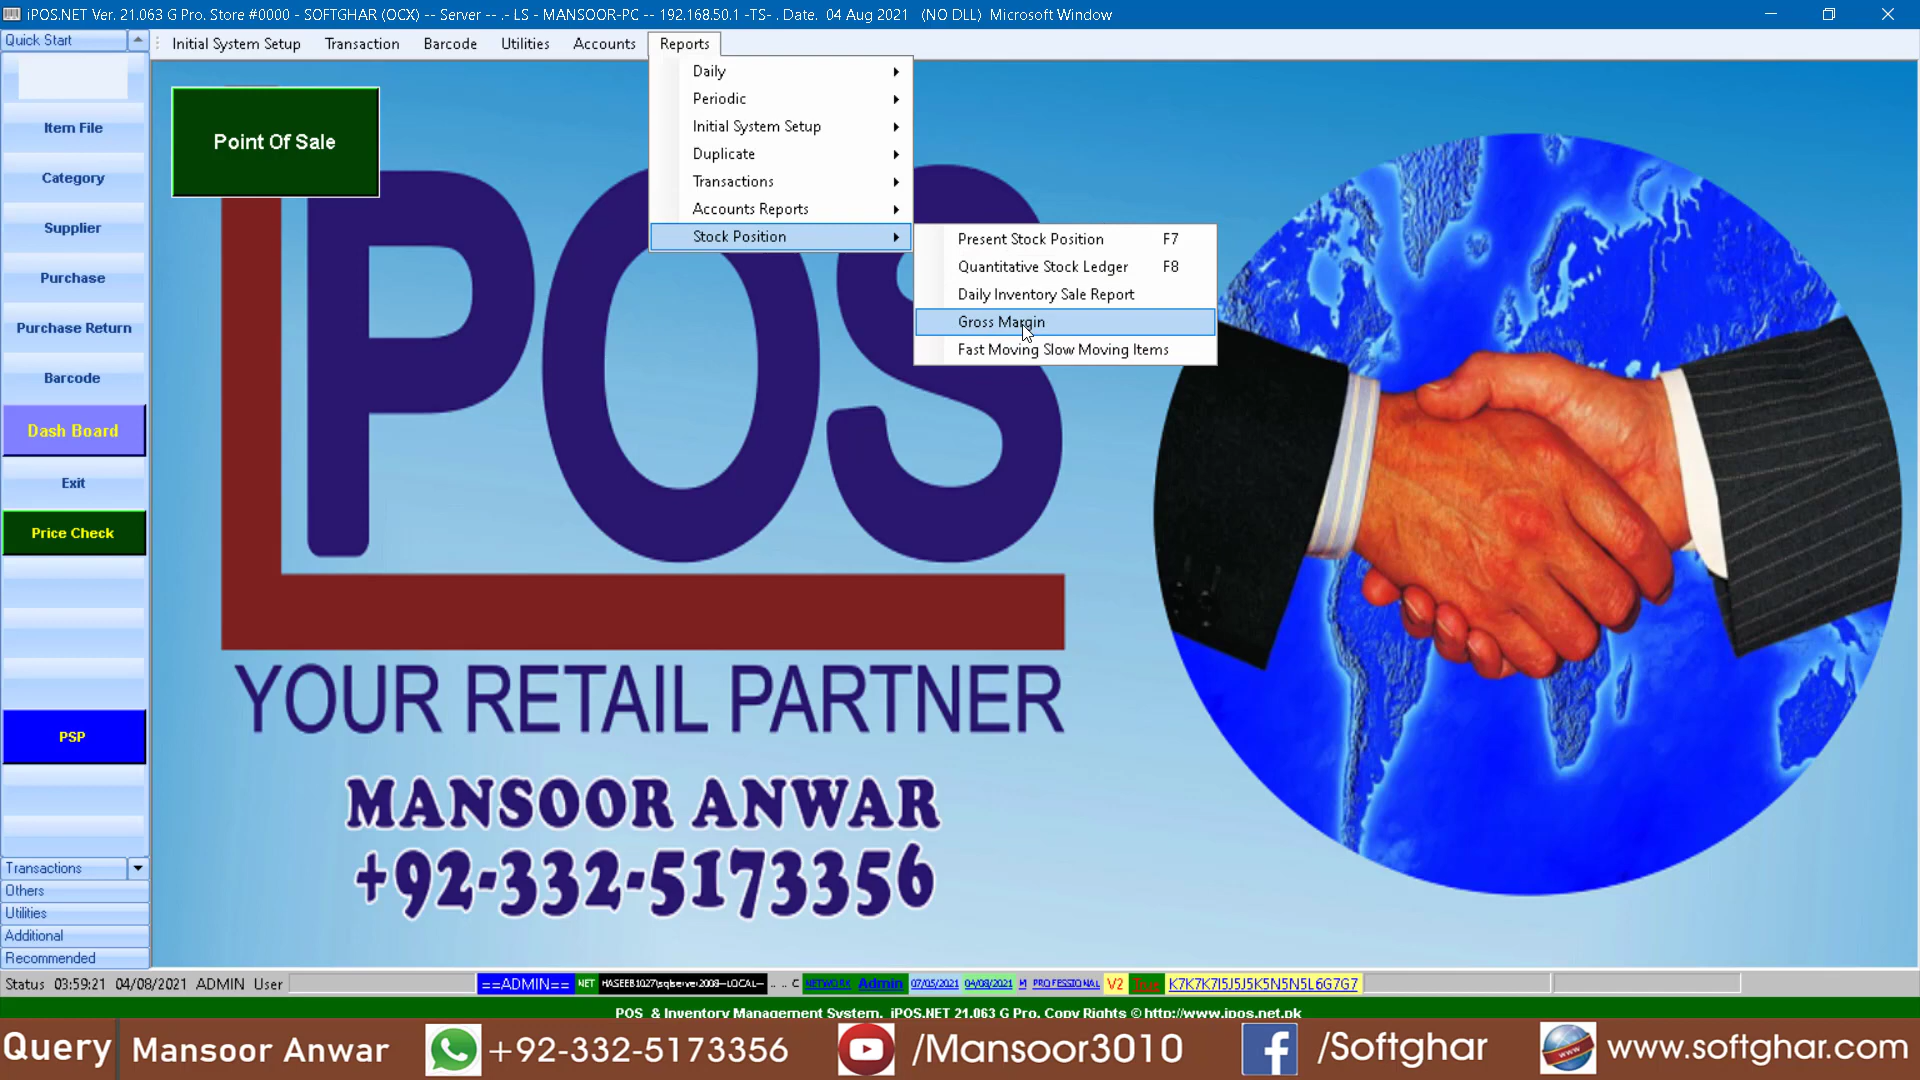 iPOS.NET Ver. 21.063 G Pro. Store #0000 - SOFTGHAR (OCX) -- Server -- .- LS - MANSOOR-PC -- 192.168.50.1 -TS- . Date. 04 Aug 2021 (NO DLL) Microsoft Window
Quick Start
Initial System Setup Transaction Barcode Utilities Accounts Reports
Daily
Periodic
Initial System Setup
Duplicate
Transactions
Accounts Reports
Stock Position
Present Stock Position F7
Quantitative Stock Ledger F8
Daily Inventory Sale Report
Gross Margin
Fast Moving Slow Moving Items
Point Of Sale
Item File
Category
Supplier
Purchase
Purchase Return
Barcode
Dash Board
Exit
Price Check
PSP
Transactions
Others
Utilities
Additional
Recommended
iPOS
YOUR RETAIL PARTNER
MANSOOR ANWAR
+92-332-5173356
Status 03:59:21 04/08/2021 ADMIN User ==ADMIN== NET HASEEB1027\sqlserver2008--LOCAL-- .. .. C NETWORK Admin 07/05/2021 04/08/2021 M PROFESSIONAL V2 True K7K7K7I5J5J5K5N5N5L6G7G7
POS & Inventory Management System. iPOS.NET 21.063 G Pro. Copy Rights © http://www.ipos.net.pk
Query Mansoor Anwar +92-332-5173356 /Mansoor3010 /Softghar www.softghar.com